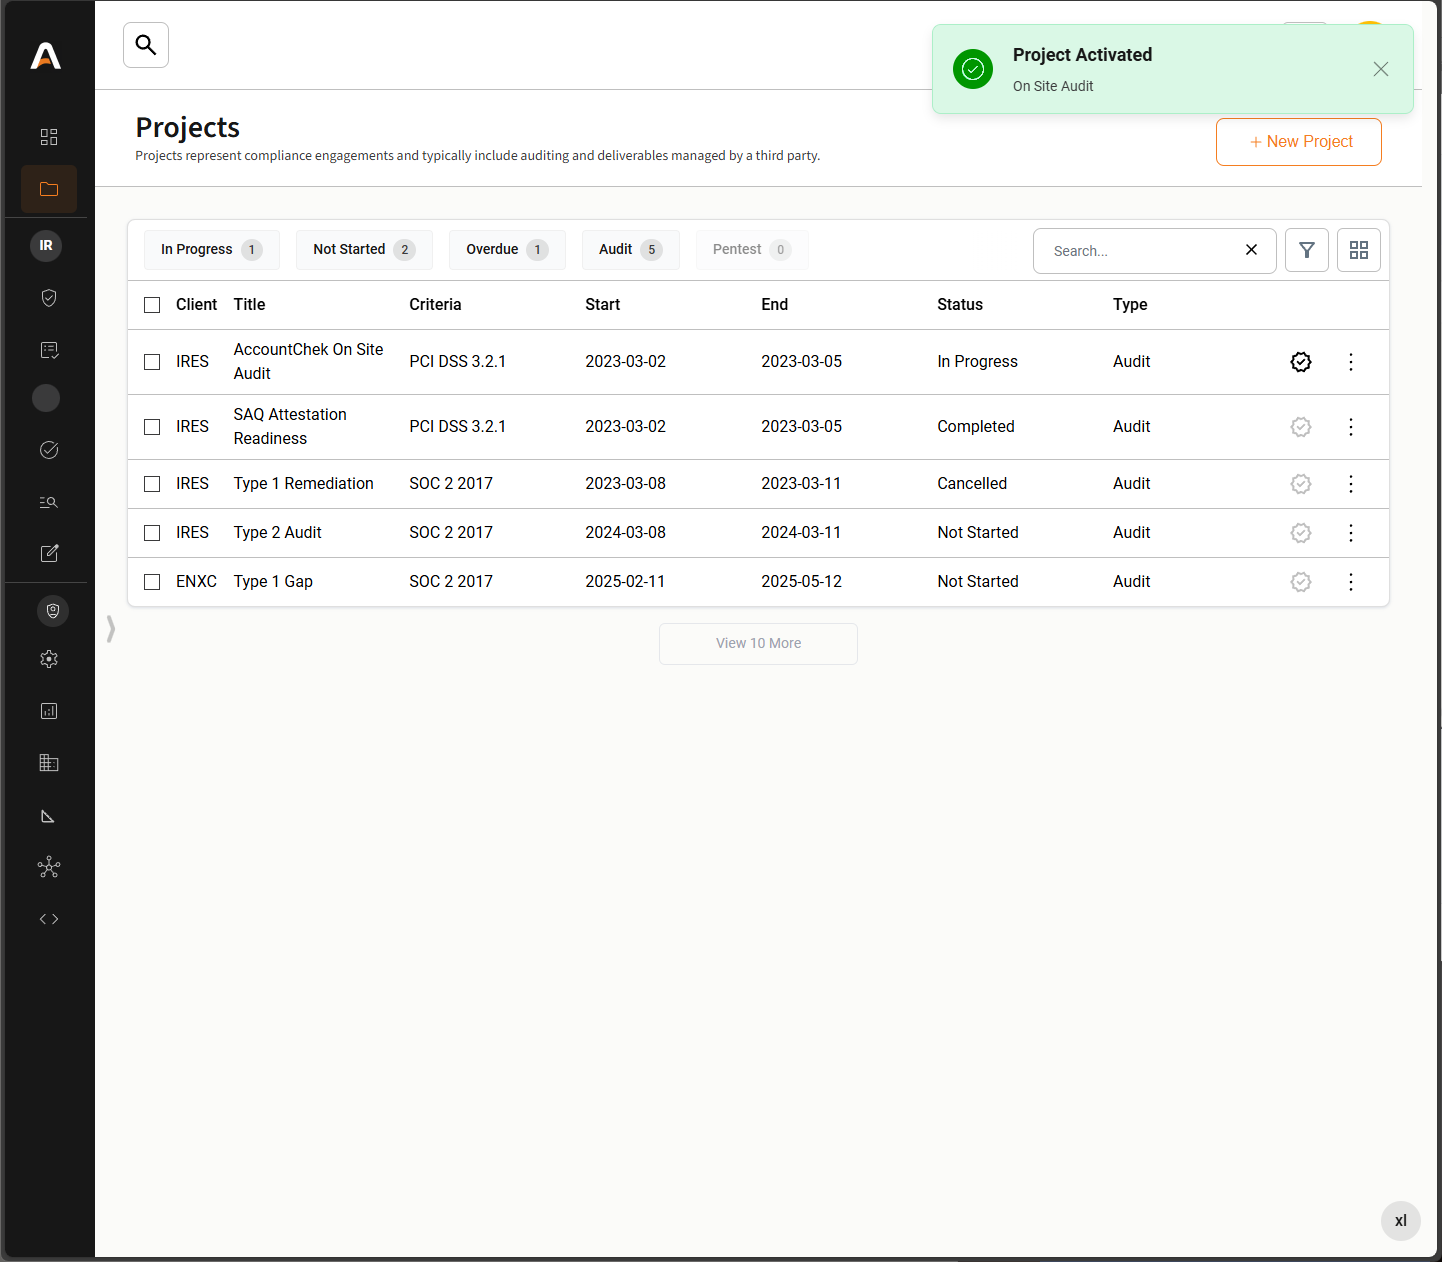 Project Activated
On Site Audit
Projects
Projects represent compliance engagements and typically include auditing and deliverables managed by a third party.
+ New Project
IR
In Progress 1
Not Started 2
Overdue 1
Audit 5
Pentest 0
Search...
Client Title Criteria Start End Status Type
IRES AccountChek On Site Audit PCI DSS 3.2.1 2023-03-02 2023-03-05 In Progress Audit
IRES SAQ Attestation Readiness PCI DSS 3.2.1 2023-03-02 2023-03-05 Completed Audit
IRES Type 1 Remediation SOC 2 2017 2023-03-08 2023-03-11 Cancelled Audit
IRES Type 2 Audit SOC 2 2017 2024-03-08 2024-03-11 Not Started Audit
ENXC Type 1 Gap SOC 2 2017 2025-02-11 2025-05-12 Not Started Audit
View 10 More
xl